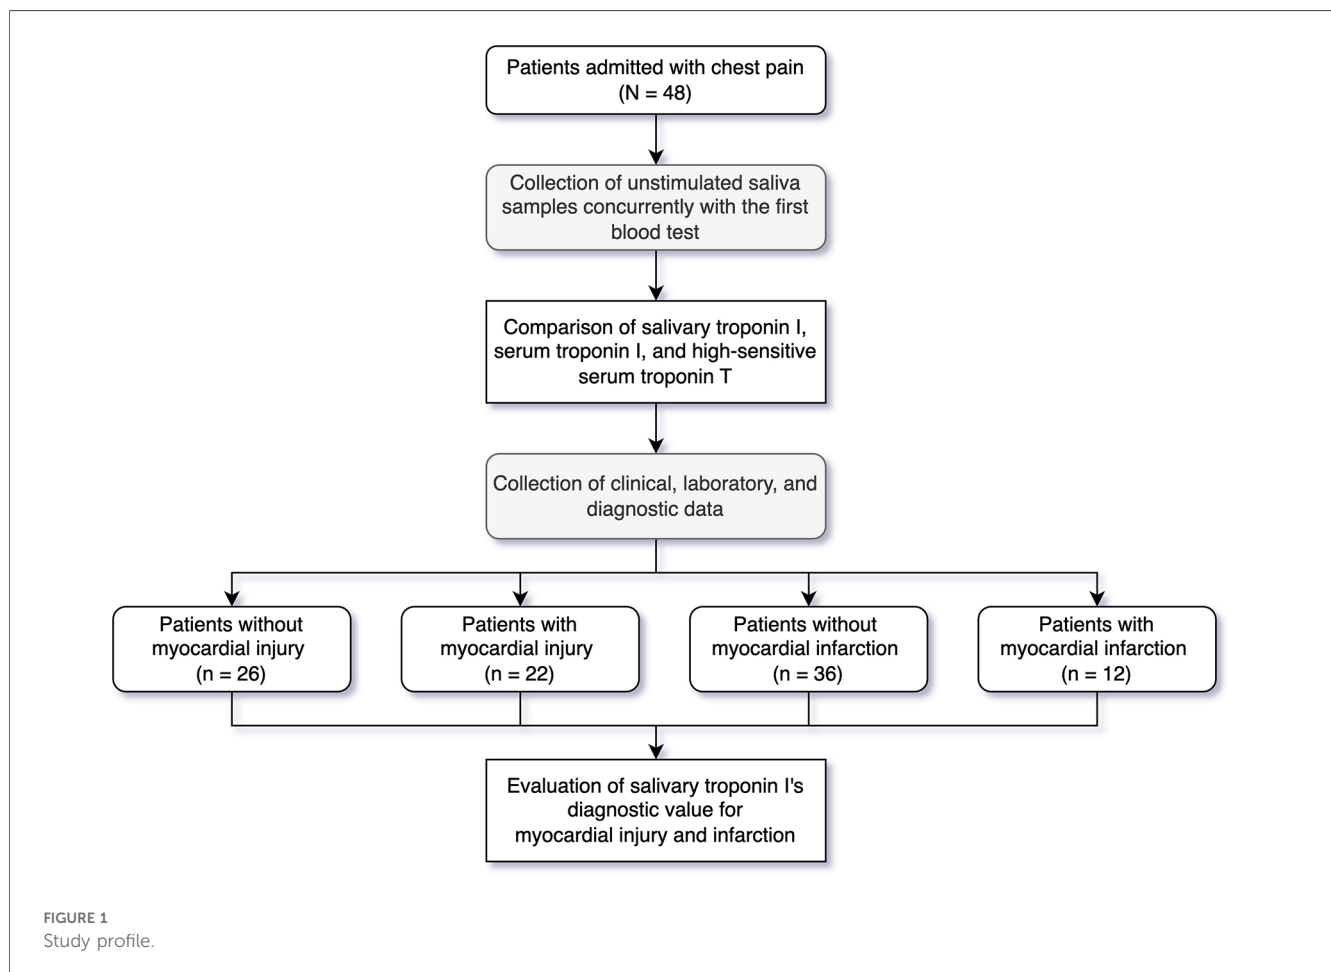 Patients admitted with chest pain
(N = 48)
Collection of unstimulated saliva
samples concurrently with the first
blood test
Comparison of salivary troponin I,
serum troponin I, and high-sensitive
serum troponin T
Collection of clinical, laboratory, and
diagnostic data
Patients without
myocardial injury
(n = 26)
Patients with
myocardial injury
(n = 22)
Patients without
myocardial infarction
(n = 36)
Patients with
myocardial infarction
(n = 12)
Evaluation of salivary troponin I's
diagnostic value for
myocardial injury and infarction
FIGURE 1
Study profile.